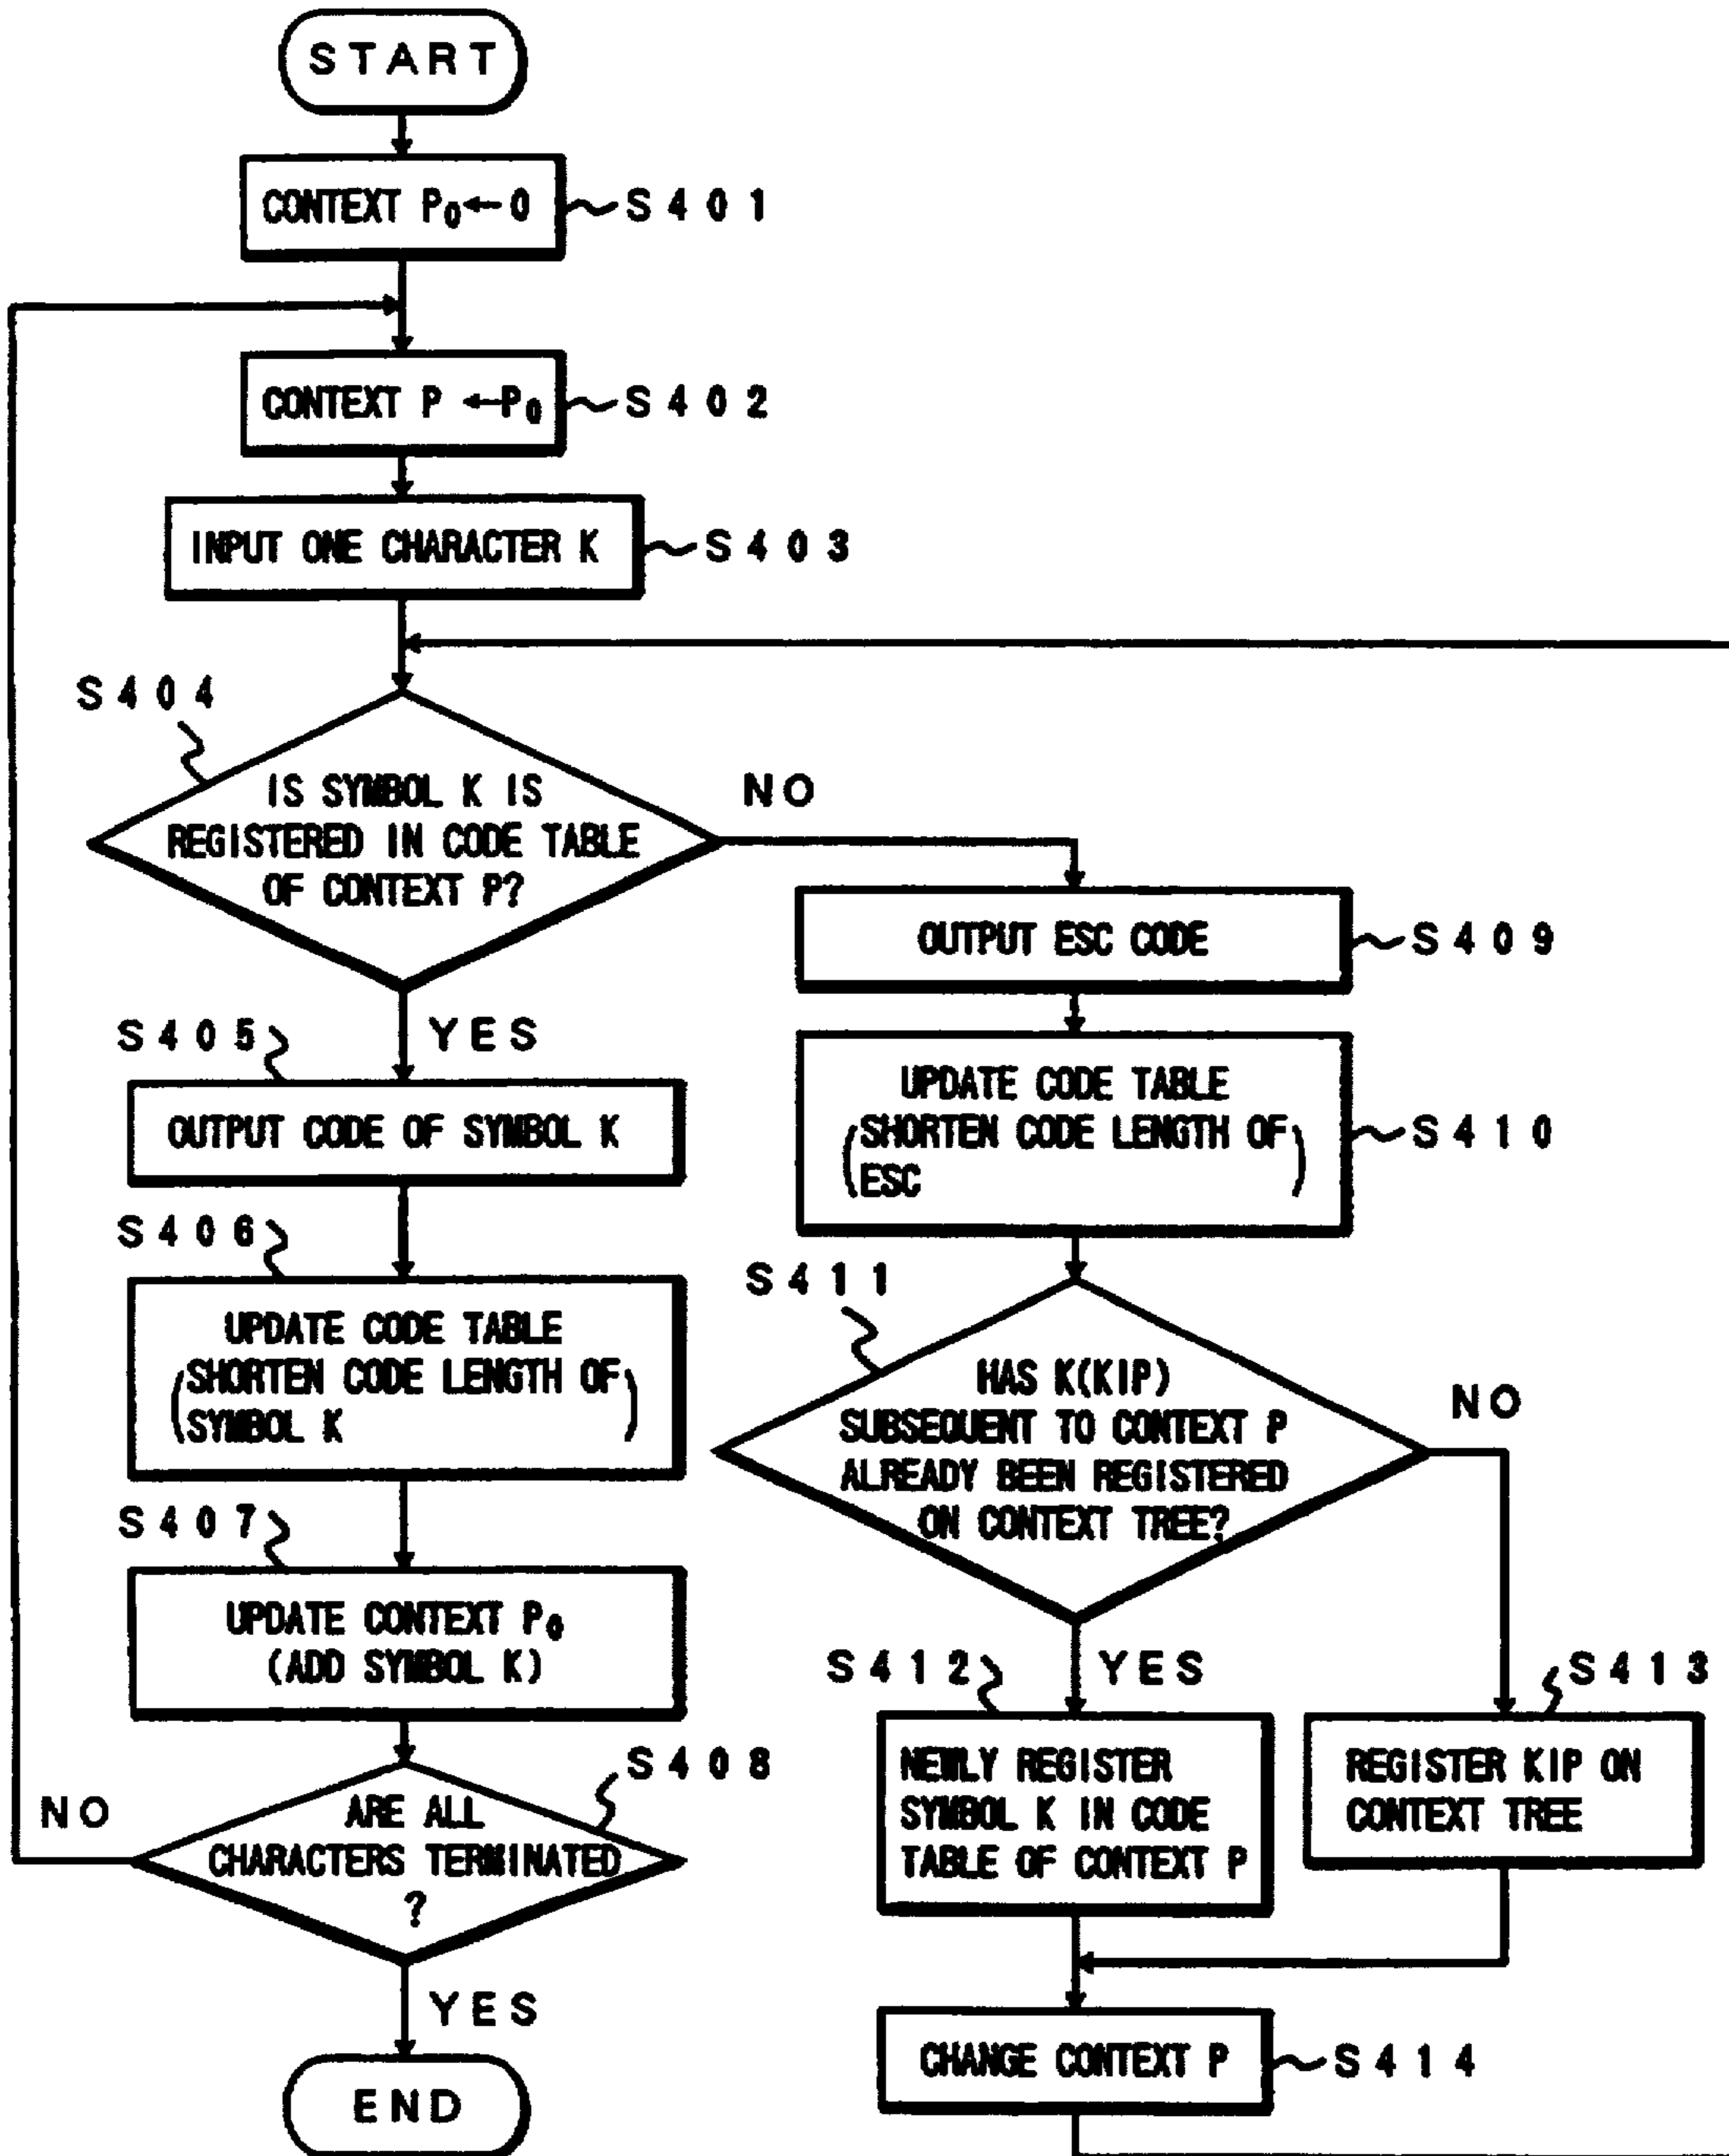 START
CONTEXT P₀←0
S401
CONTEXT P ←P₀
S402
INPUT ONE CHARACTER K
S403
S404
IS SYMBOL K IS
REGISTERED IN CODE TABLE
OF CONTEXT P?
NO
YES
S405
OUTPUT CODE OF SYMBOL K
S406
UPDATE CODE TABLE
(SHORTEN CODE LENGTH OF
SYMBOL K)
S407
UPDATE CONTEXT P₀
(ADD SYMBOL K)
S408
ARE ALL
CHARACTERS TERMINATED
?
NO
YES
END
OUTPUT ESC CODE
S409
UPDATE CODE TABLE
(SHORTEN CODE LENGTH OF
ESC)
S410
S411
HAS K(KIP)
SUBSEQUENT TO CONTEXT P
ALREADY BEEN REGISTERED
ON CONTEXT TREE?
NO
YES
S412
NEWLY REGISTER
SYMBOL K IN CODE
TABLE OF CONTEXT P
S413
REGISTER KIP ON
CONTEXT TREE
CHANGE CONTEXT P
S414